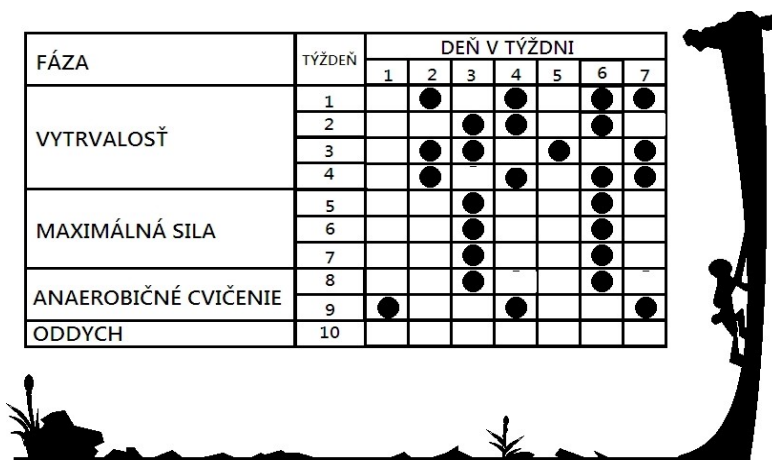 FÁZA
TÝŽDEŇ
DEŇ V TÝŽDNI
1 2 3 4 5 6 7
VYTRVALOSŤ
1
2
3
4
MAXIMÁLNÁ SILA
5
6
7
ANAEROBIČNÉ CVIČENIE
8
9
ODDYCH
10